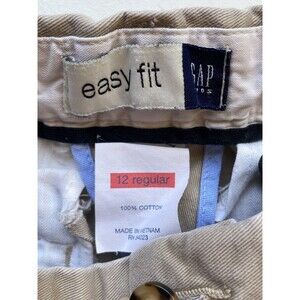 easy fit
GAP
12 regular
100% COTTON
MADE IN VIETNAM